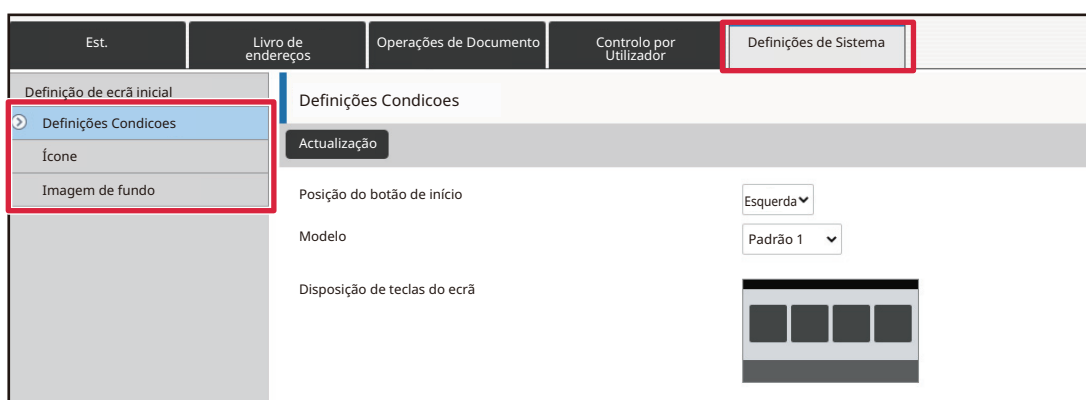 Est.
Livro de
endereços
Operações de Documento
Controlo por
Utilizador
Definições de Sistema
Definição de ecrã inicial
Definições Condicoes
Ícone
Imagem de fundo
Definições Condicoes
Actualização
Posição do botão de início
Esquerda
Modelo
Padrão 1
Disposição de teclas do ecrã